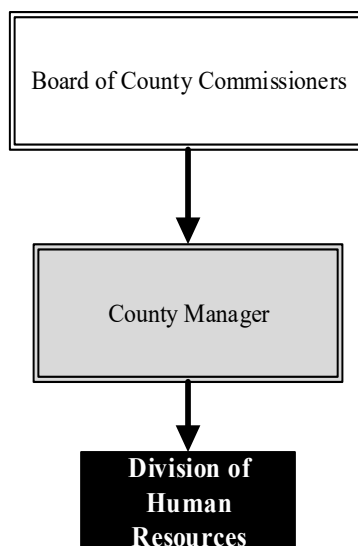 Board of County Commissioners
County Manager
Division of
Human
Resources